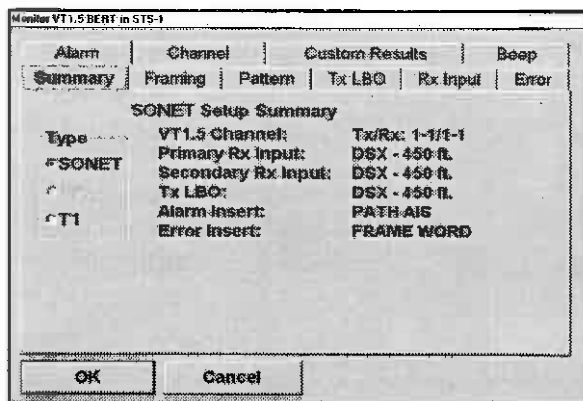 Monitor VT1.5 BERT in STS-1
Alarm Channel Custom Results Beep
Summary Framing Pattern Tx LBO Rx Input Error
SONET Setup Summary
Type
SONET
T1
VT1.5 Channel: Tx/Rx: 1-1/1-1
Primary Rx Input: DSX - 450 ft.
Secondary Rx Input: DSX - 450 ft.
Tx LBO: DSX - 450 ft.
Alarm Insert: PATH AIS
Error Insert: FRAME WORD
OK Cancel